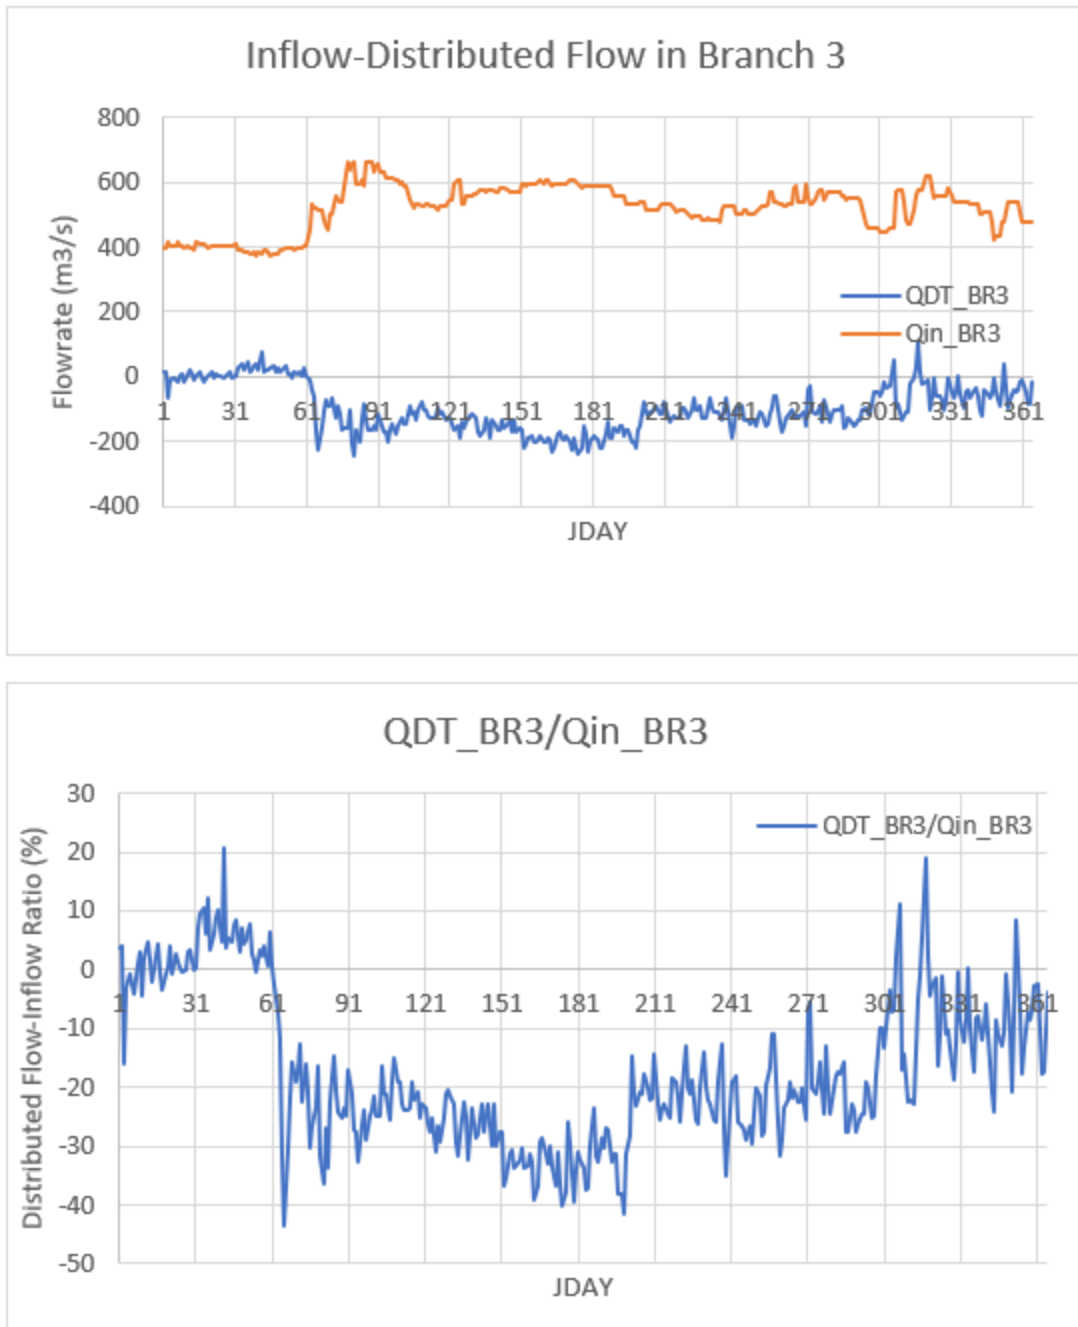 Inflow-Distributed Flow in Branch 3
800
600
400
200
0
-200
-400
Flowrate (m3/s)
QDT_BR3
Qin_BR3
1 31 61 91 121 151 181 211 241 271 301 331 361
JDAY
QDT_BR3/Qin_BR3
30
20
10
0
-10
-20
-30
-40
-50
Distributed Flow-Inflow Ratio (%)
QDT_BR3/Qin_BR3
1 31 61 91 121 151 181 211 241 271 301 331 361
JDAY